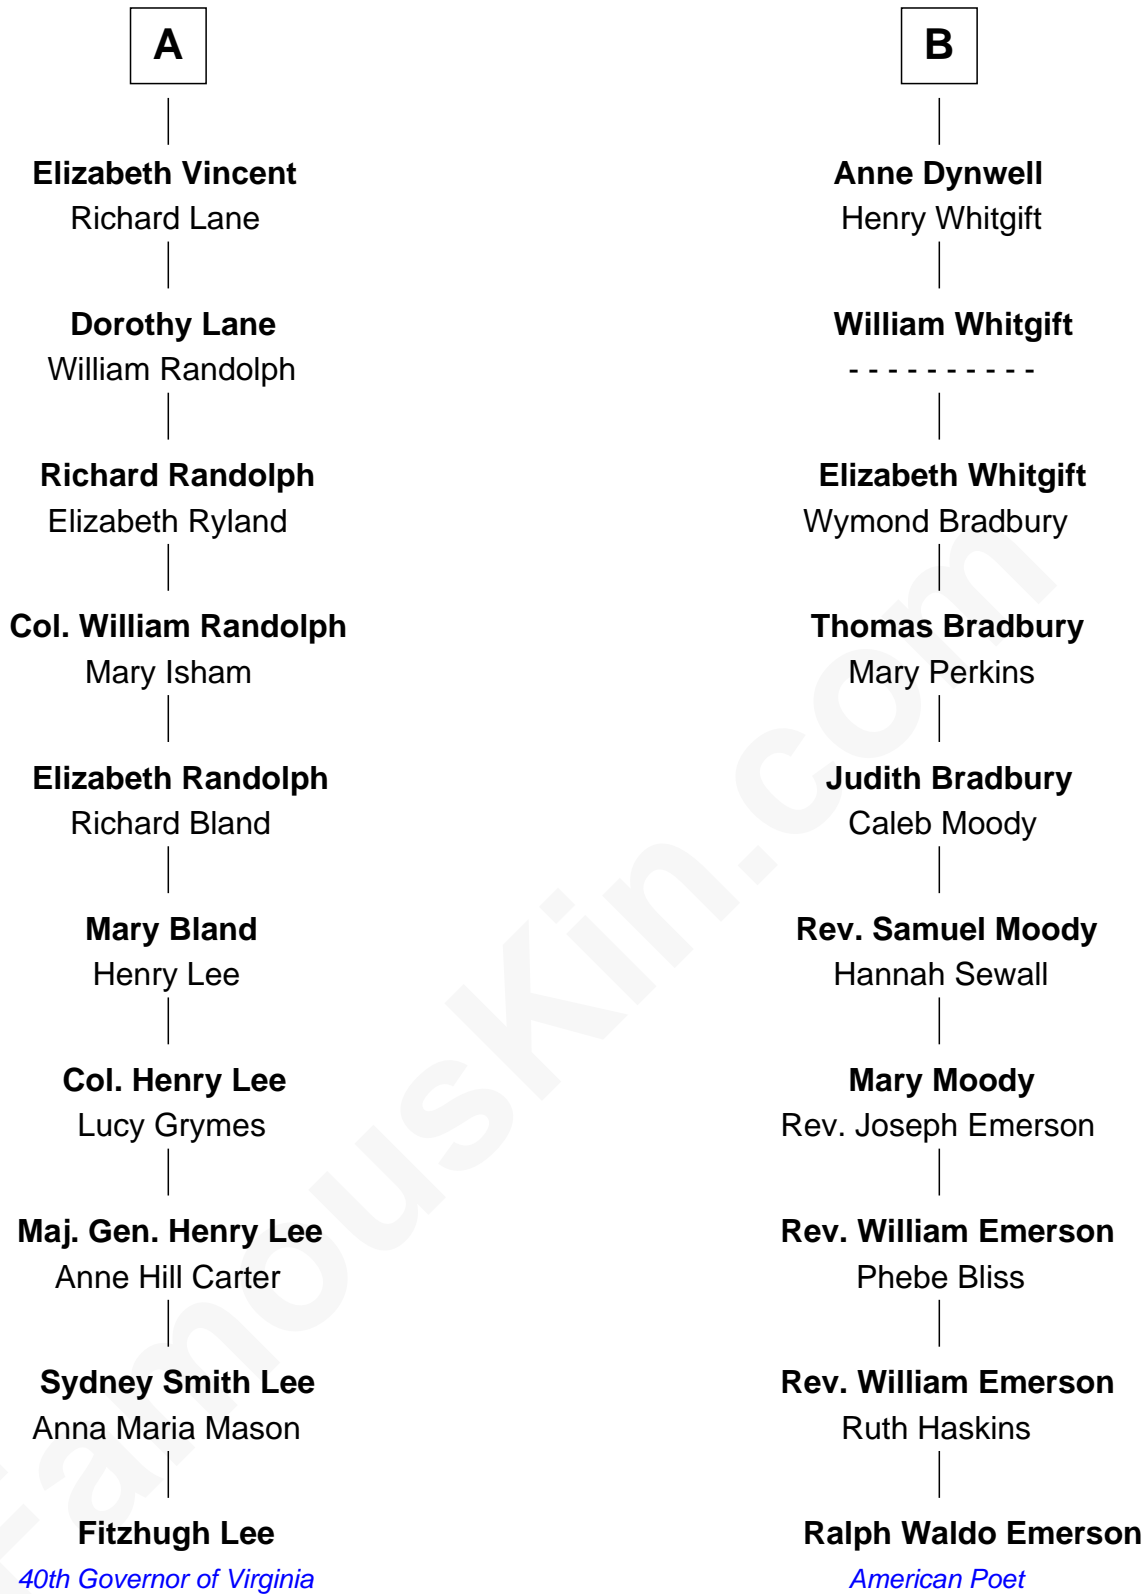 A
Elizabeth Vincent
Richard Lane
Dorothy Lane
William Randolph
Richard Randolph
Elizabeth Ryland
Col. William Randolph
Mary Isham
Elizabeth Randolph
Richard Bland
Mary Bland
Henry Lee
Col. Henry Lee
Lucy Grymes
Maj. Gen. Henry Lee
Anne Hill Carter
Sydney Smith Lee
Anna Maria Mason
Fitzhugh Lee
40th Governor of Virginia
B
Anne Dynwell
Henry Whitgift
William Whitgift
- - - - - - - - - -
Elizabeth Whitgift
Wymond Bradbury
Thomas Bradbury
Mary Perkins
Judith Bradbury
Caleb Moody
Rev. Samuel Moody
Hannah Sewall
Mary Moody
Rev. Joseph Emerson
Rev. William Emerson
Phebe Bliss
Rev. William Emerson
Ruth Haskins
Ralph Waldo Emerson
American Poet
FamousKin.com